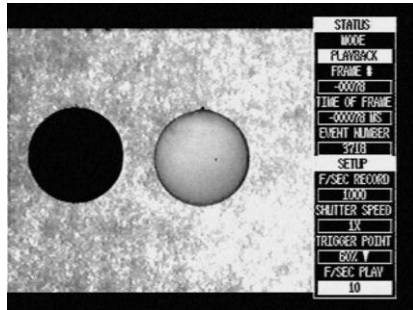 STATUS
MODE
PLAYBACK
FRAME #
-00078
TIME OF FRAME
-000078 MS
EVENT NUMBER
3718
SETUP
F/SEC RECORD
1000
SHUTTER SPEED
1X
TRIGGER POINT
60% ▼
F/SEC PLAY
10